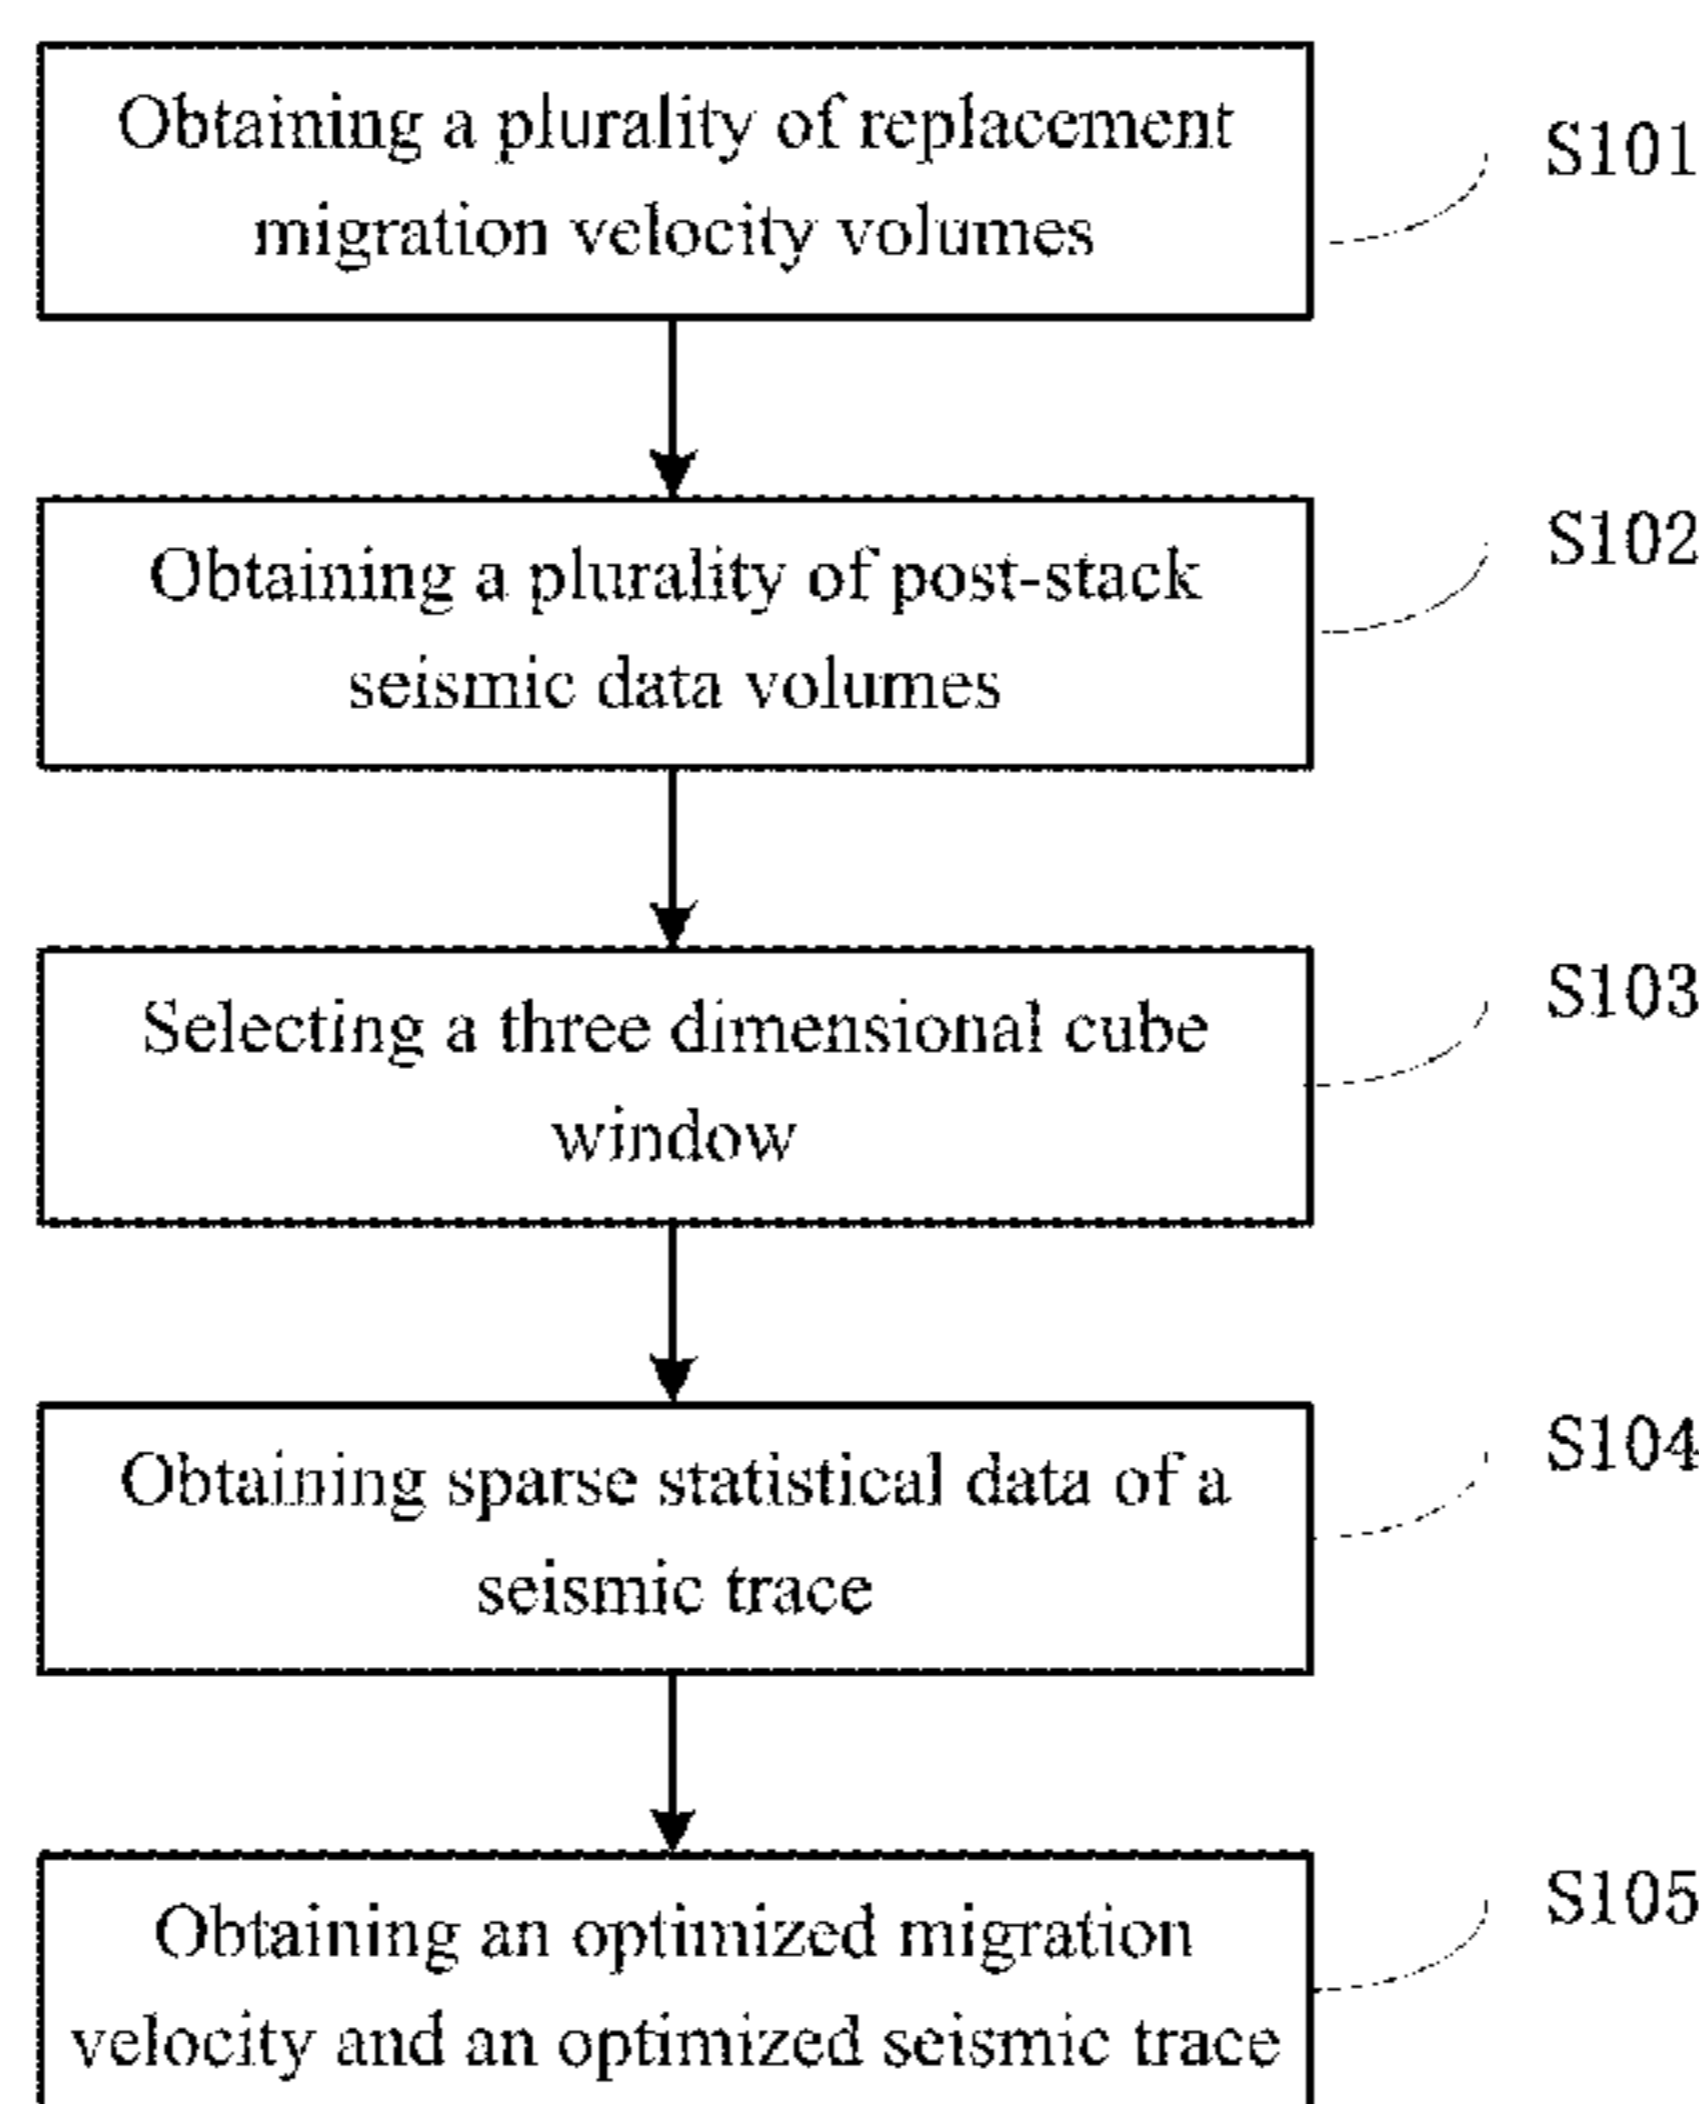 Obtaining a plurality of replacement
migration velocity volumes
S101
Obtaining a plurality of post-stack
seismic data volumes
S102
Selecting a three dimensional cube
window
S103
Obtaining sparse statistical data of a
seismic trace
S104
Obtaining an optimized migration
velocity and an optimized seismic trace
S105